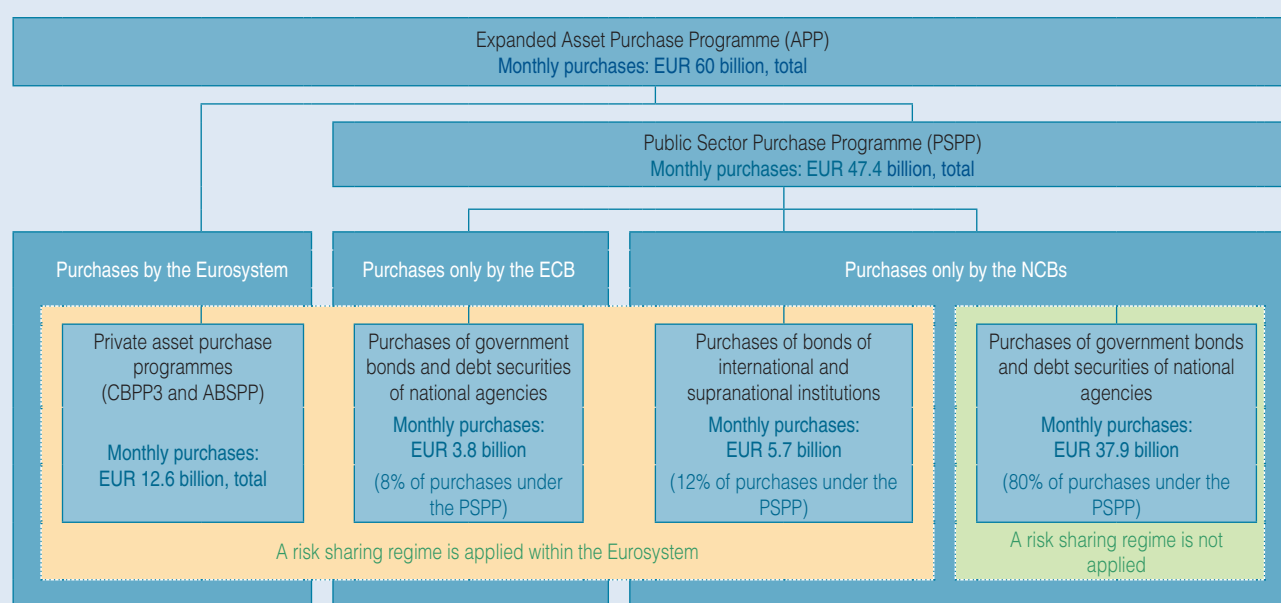 Expanded Asset Purchase Programme (APP)
Monthly purchases: EUR 60 billion, total
Public Sector Purchase Programme (PSPP)
Monthly purchases: EUR 47.4 billion, total
Purchases by the Eurosystem
Purchases only by the ECB
Purchases only by the NCBs
Private asset purchase
programmes
(CBPP3 and ABSPP)
Monthly purchases:
EUR 12.6 billion, total
Purchases of government
bonds and debt securities
of national agencies
Monthly purchases:
EUR 3.8 billion
(8% of purchases under
the PSPP)
Purchases of bonds of
international and
supranational institutions
Monthly purchases:
EUR 5.7 billion
(12% of purchases under the
PSPP)
Purchases of government bonds
and debt securities of national
agencies
Monthly purchases:
EUR 37.9 billion
(80% of purchases under the
PSPP)
A risk sharing regime is applied within the Eurosystem
A risk sharing regime is not
applied